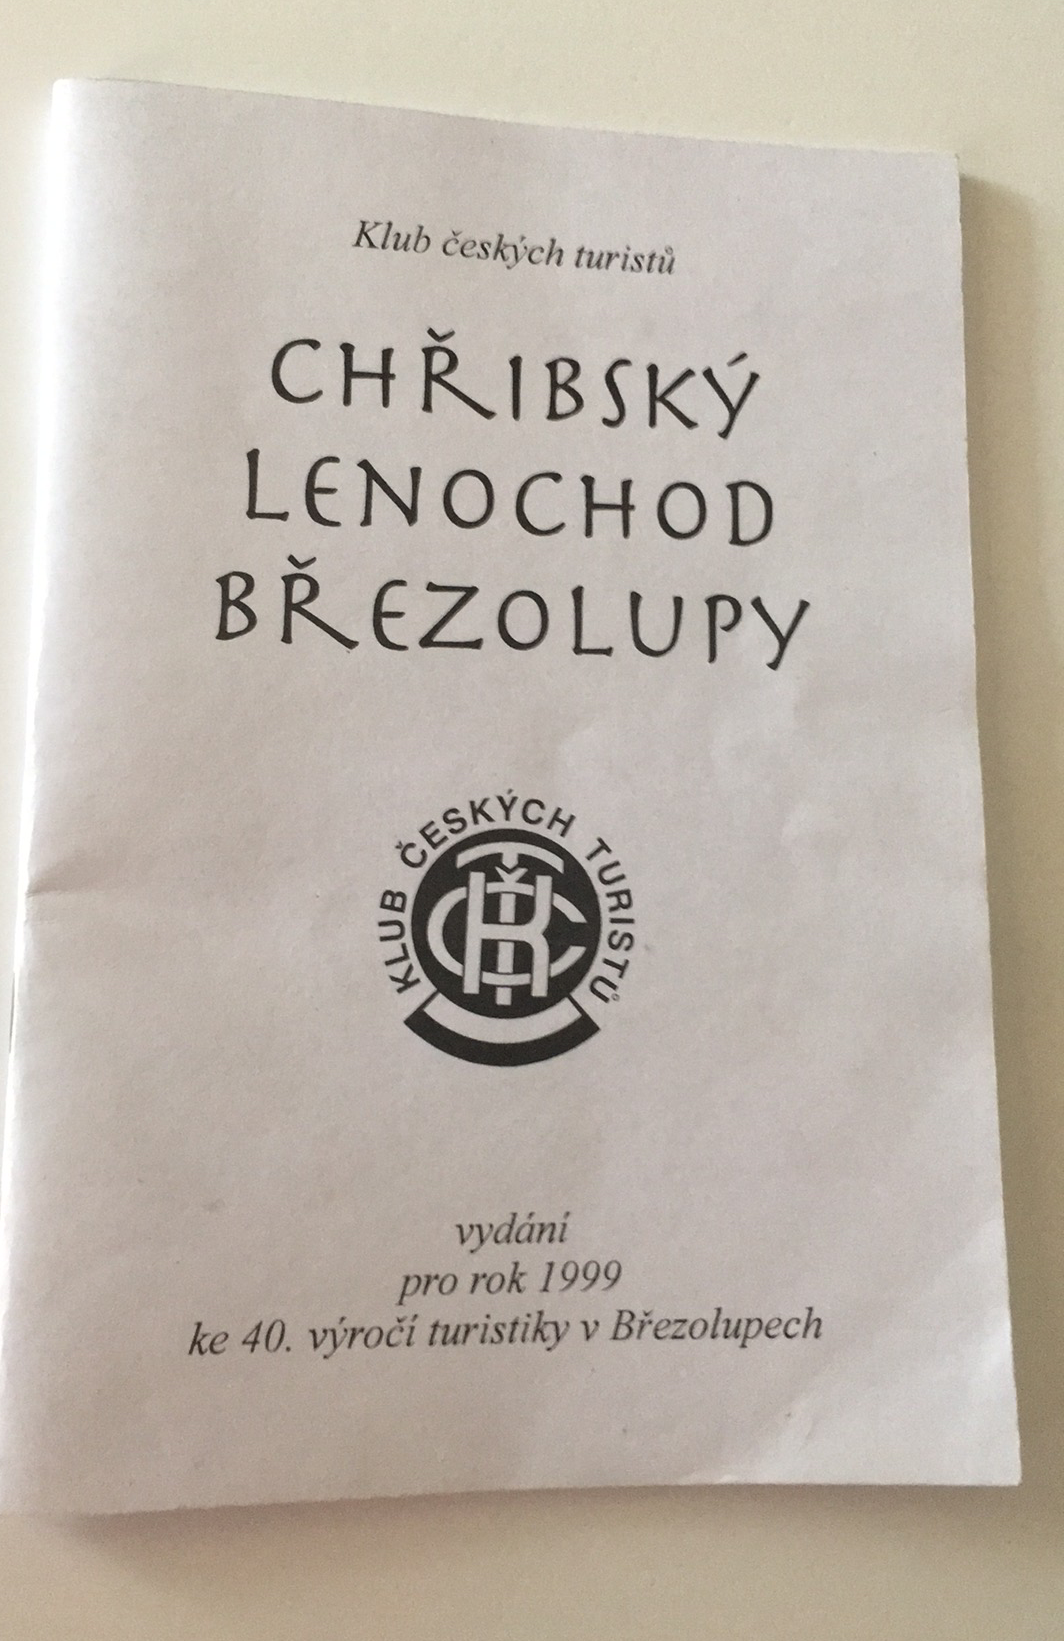 Klub českých turistů
CHŘIBSKÝ
LENOCHOD
BŘEZOLUPY
KLUB ČESKÝCH TURISTŮ
KČT
vydání
pro rok 1999
ke 40. výročí turistiky v Březolupech